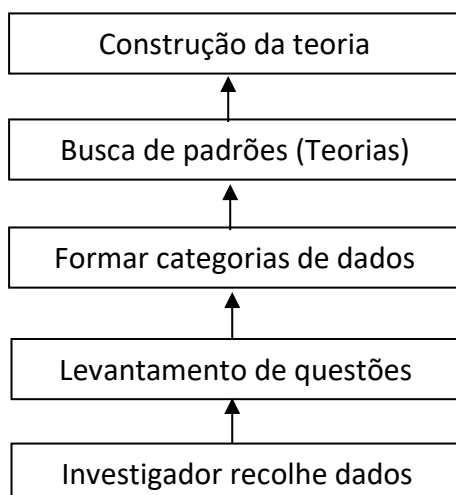 Construção da teoria
Busca de padrões (Teorias)
Formar categorias de dados
Levantamento de questões
Investigador recolhe dados